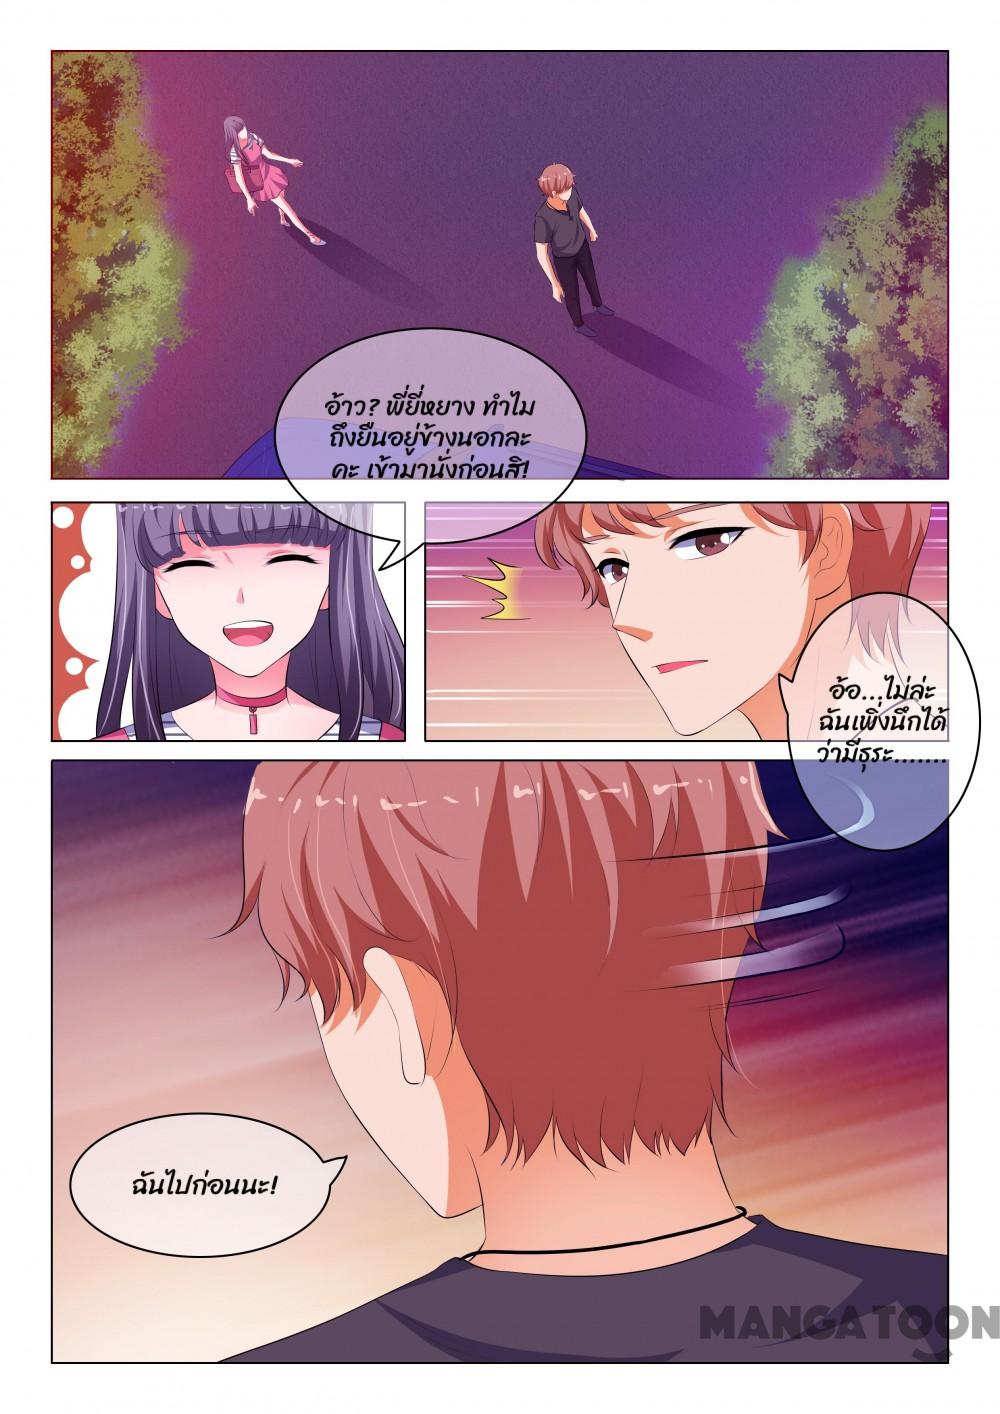 อ้าว? พี่ยี่หยาง ทำไม
ถึงยืนอยู่ข้างนอกละ
คะ เข้ามานั่งก่อนสิ!
อ้อ...ไม่ล่ะ
ฉันเพิ่งนึกได้
ว่ามีธุระ.......
ฉันไปก่อนนะ!
MANGATOON